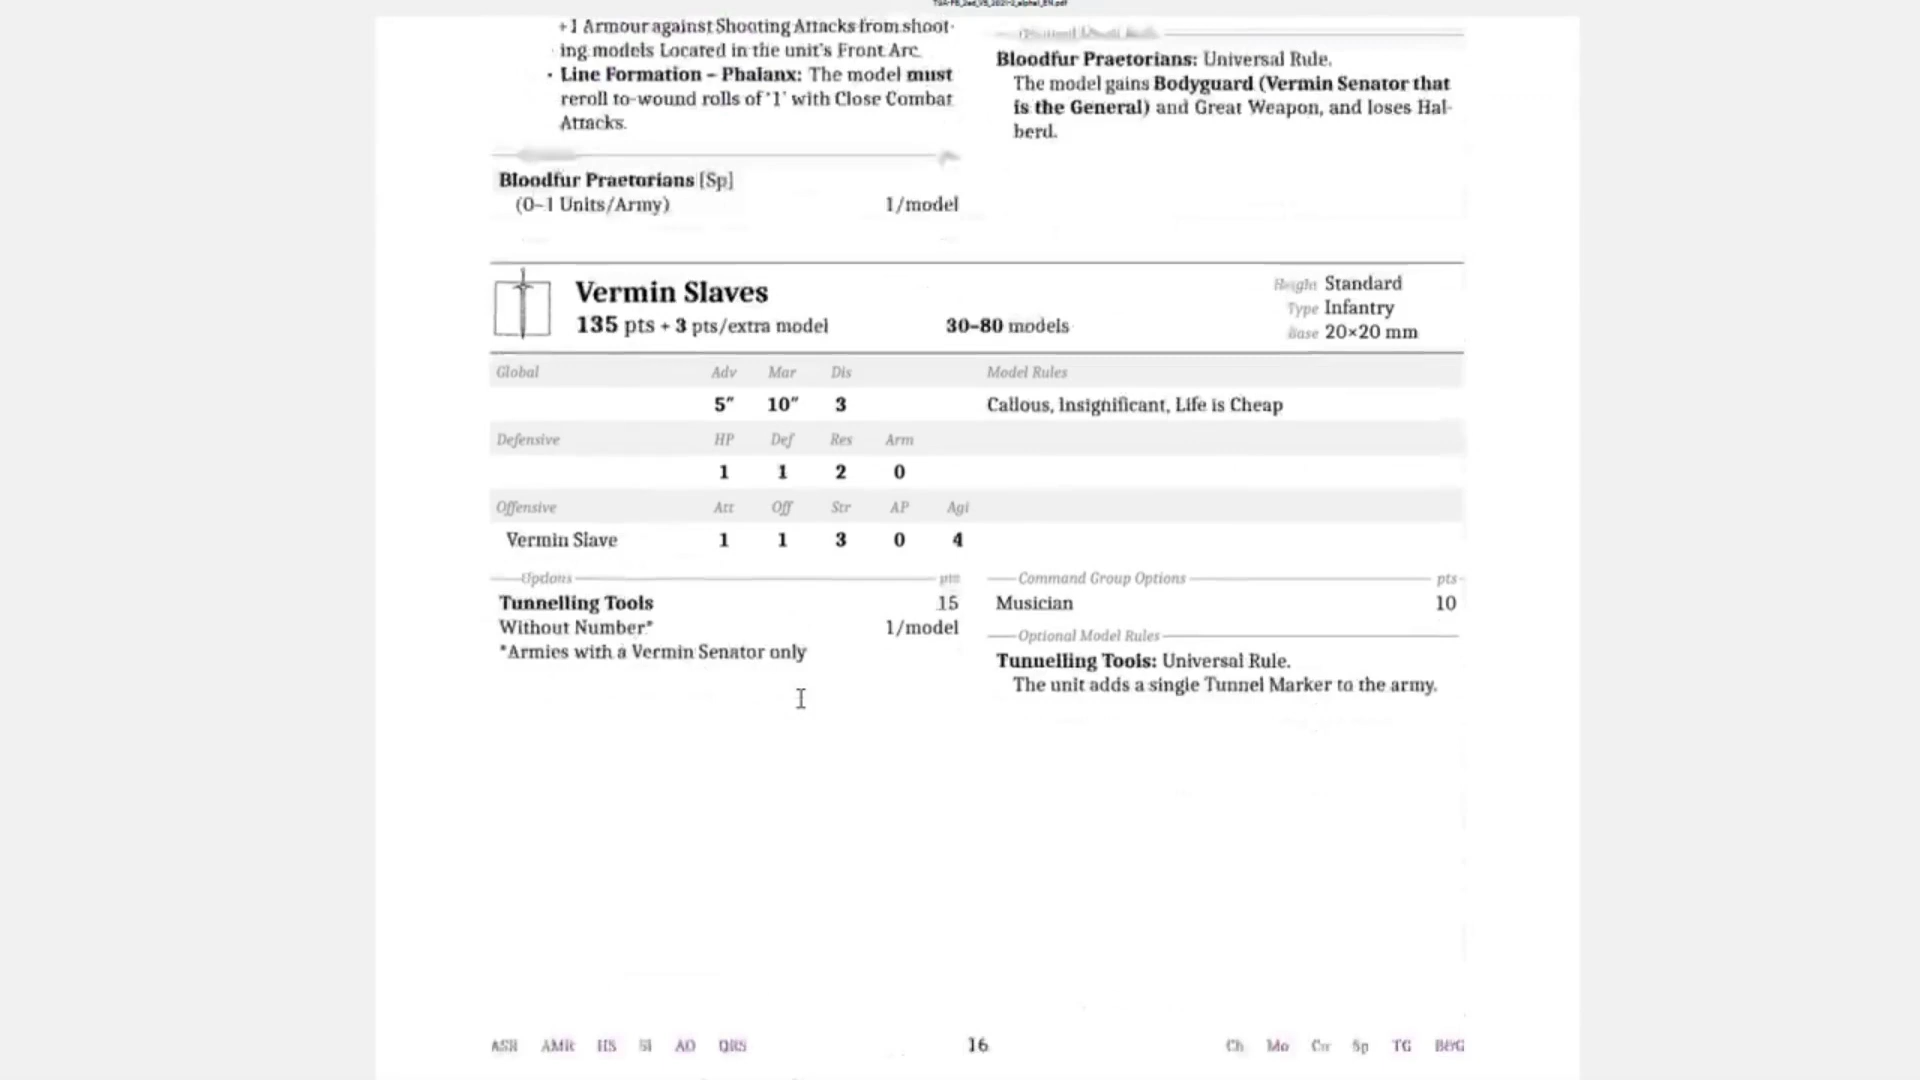 +1 Armour against Shooting Attacks from shoot-
ing models Located in the unit's Front Arc.
· Line Formation – Phalanx: The model must
reroll to-wound rolls of '1' with Close Combat
Attacks.
Bloodfur Praetorians [Sp]
(0–1 Units/Army) 1/model
Bloodfur Praetorians: Universal Rule.
The model gains Bodyguard (Vermin Senator that
is the General) and Great Weapon, and loses Hal-
berd.
Vermin Slaves
135 pts + 3 pts/extra model 30–80 models
Height Standard
Type Infantry
Base 20×20 mm
Global Adv Mar Dis Model Rules
5" 10" 3 Callous, Insignificant, Life is Cheap
Defensive HP Def Res Arm
1 1 2 0
Offensive Att Off Str AP Agi
Vermin Slave 1 1 3 0 4
Options pts
Tunnelling Tools 15
Without Number* 1/model
*Armies with a Vermin Senator only
Command Group Options pts
Musician 10
Optional Model Rules
Tunnelling Tools: Universal Rule.
The unit adds a single Tunnel Marker to the army.
ASR AMR HS SI AO QRS 16 Ch Mo Cr Sp TG